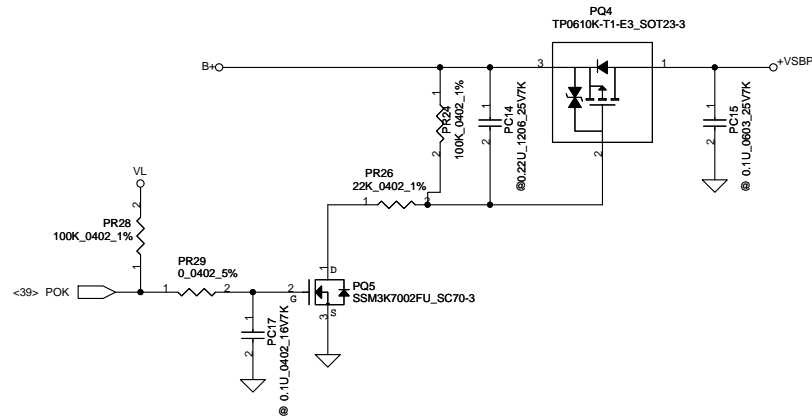 PQ4
TP0610K-T1-E3_SOT23-3
B+
3
1
+VSBP
1
2
PR24
100K_0402_1%
1
2
PC14
@0.22U_1206_25V7K
2
1
2
PC15
@ 0.1U_0603_25V7K
VL
PR26
22K_0402_1%
1
2
2
1
PR28
100K_0402_1%
PR29
0_0402_5%
<39> POK
1
2
1
D
2
G
3
S
PQ5
SSM3K7002FU_SC70-3
1
2
PC17
@ 0.1U_0402_16V7K